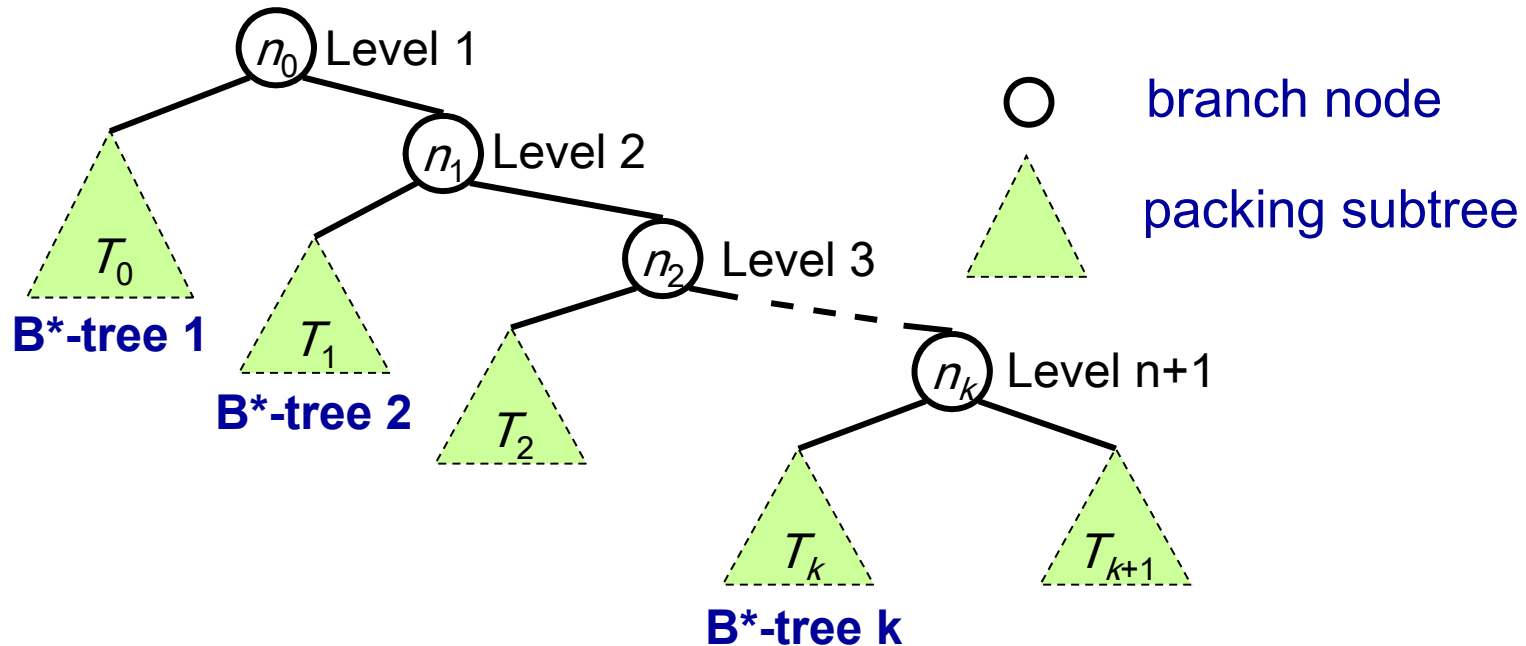 n₀ Level 1
branch node
n₁ Level 2
packing subtree
T₀
n₂ Level 3
B*-tree 1
T₁
nₖ Level n+1
B*-tree 2
T₂
Tₖ
Tₖ₊₁
B*-tree k